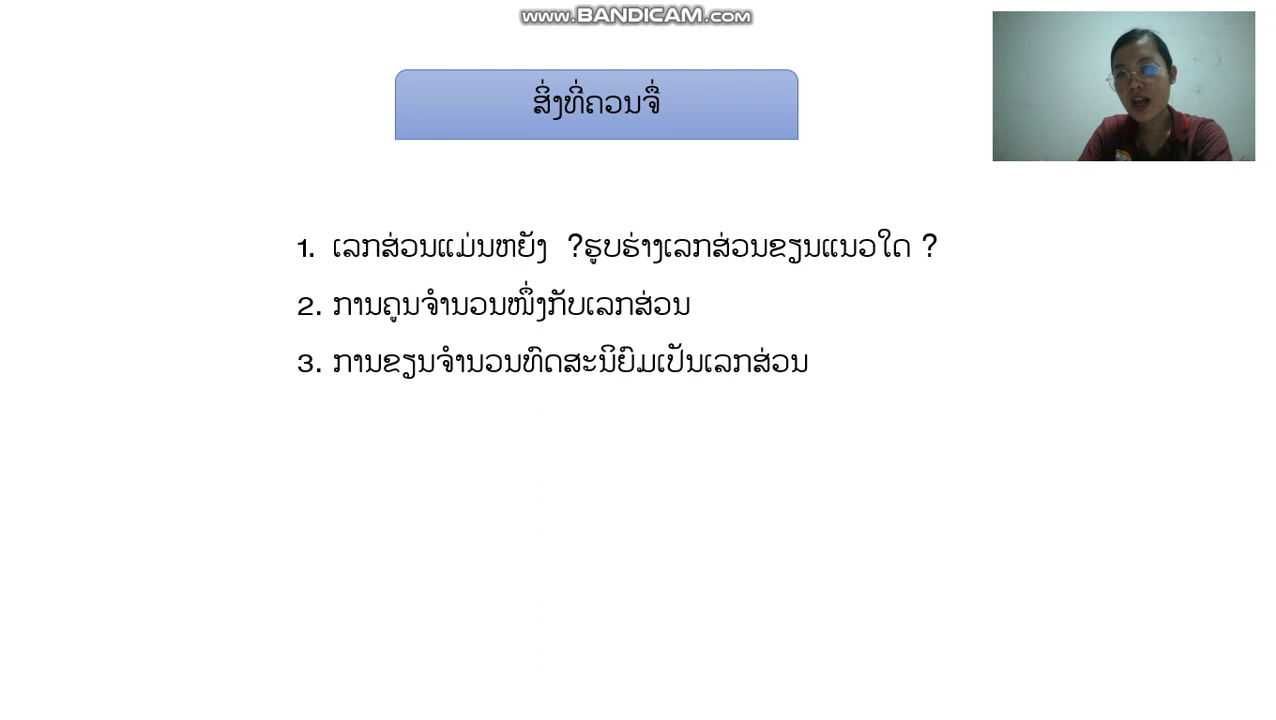 www.BANDICAM.com
ສິ່ງທີ່ຄວນຈື່
1. ເລກສ່ວນແມ່ນຫຍັງ ?ຮູບຮ່າງເລກສ່ວນຂຽນແນວໃດ ?
2. ການຄູນຈຳນວນໜຶ່ງກັບເລກສ່ວນ
3. ການຂຽນຈຳນວນທົດສະນິຍົມເປັນເລກສ່ວນ